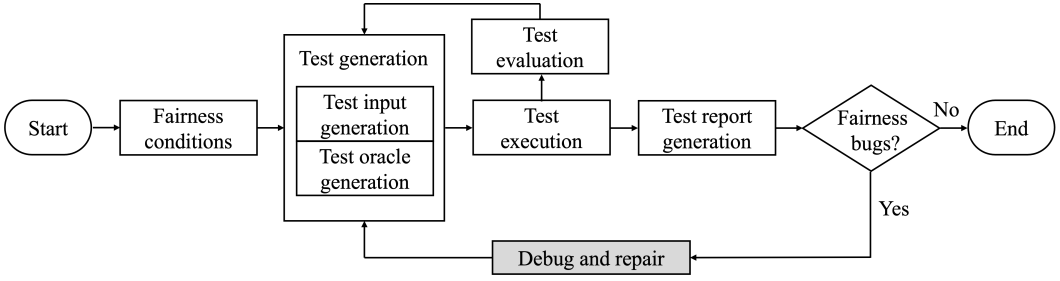 Start
Fairness
conditions
Test generation
Test input
generation
Test oracle
generation
Test
evaluation
Test
execution
Test report
generation
Fairness
bugs?
No
End
Yes
Debug and repair